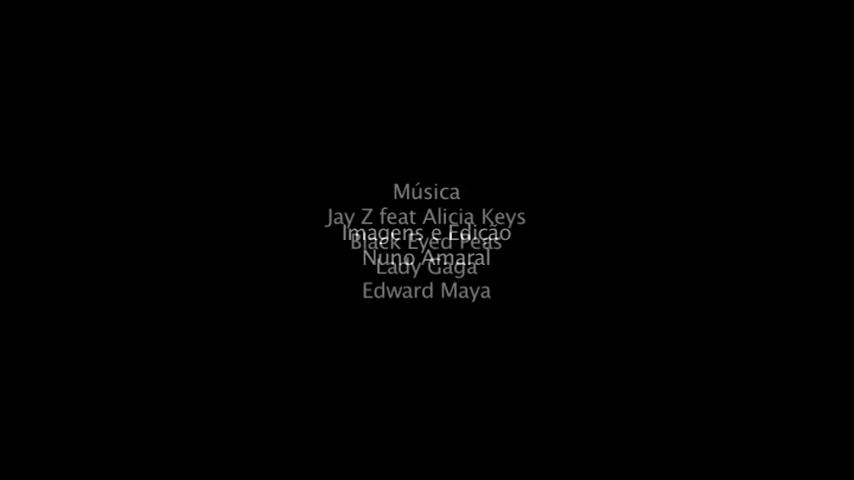 Música
Jay Z feat Alicia Keys
Imagens e Edição
Black Eyed Peas
Nuno Amaral
Lady Gaga
Edward Maya